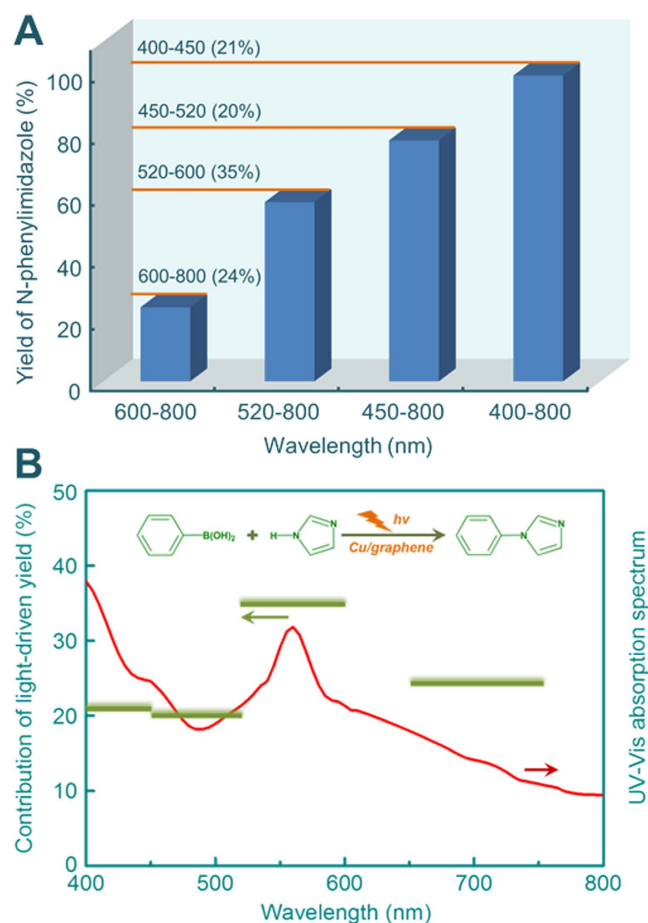 A
400-450 (21%)
450-520 (20%)
520-600 (35%)
600-800 (24%)
Yield of N-phenylimidazole (%)
100
80
60
40
20
0
600-800 520-800 450-800 400-800
Wavelength (nm)
B
Contribution of light-driven yield (%)
50
40
30
20
10
0
B(OH)₂ + H N N hv Cu/graphene N N
UV-Vis absorption spectrum
400 500 600 700 800
Wavelength (nm)